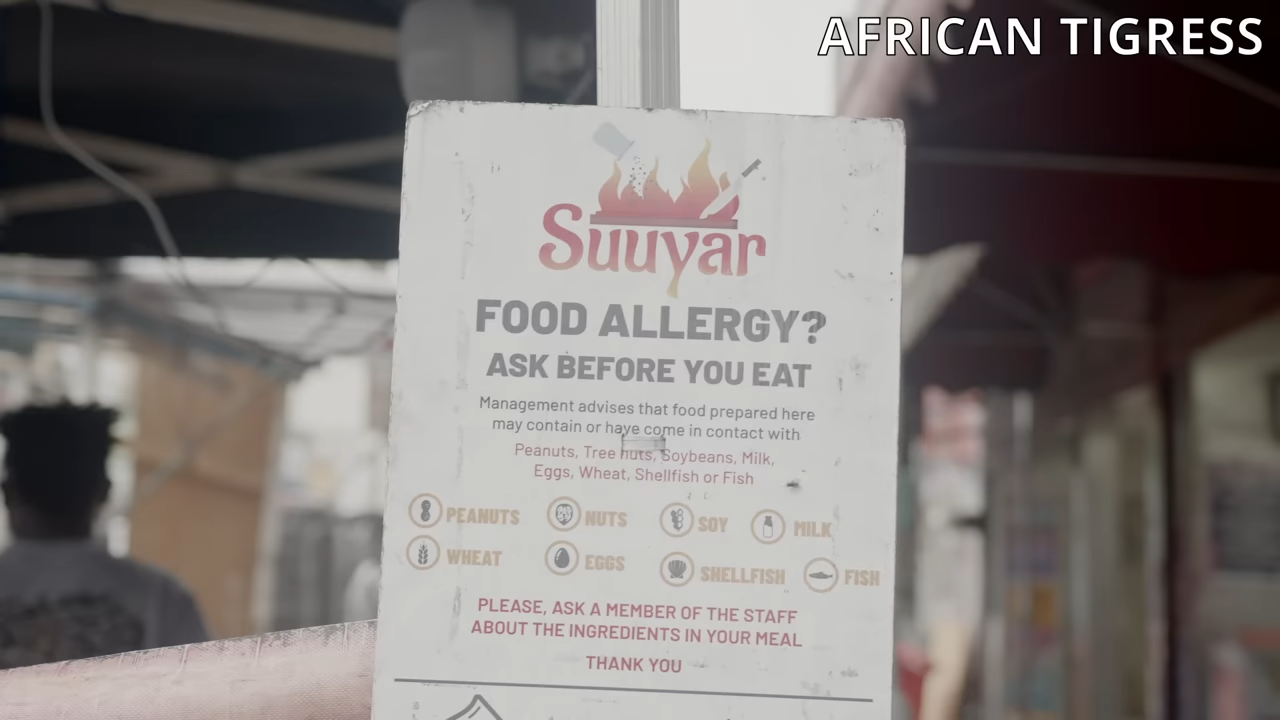 AFRICAN TIGRESS
Suuyar
FOOD ALLERGY?
ASK BEFORE YOU EAT
Management advises that food prepared here
may contain or have come in contact with
Peanuts, Tree nuts, Soybeans, Milk,
Eggs, Wheat, Shellfish or Fish
PEANUTS NUTS SOY MILK
WHEAT EGGS SHELLFISH FISH
PLEASE, ASK A MEMBER OF THE STAFF
ABOUT THE INGREDIENTS IN YOUR MEAL
THANK YOU